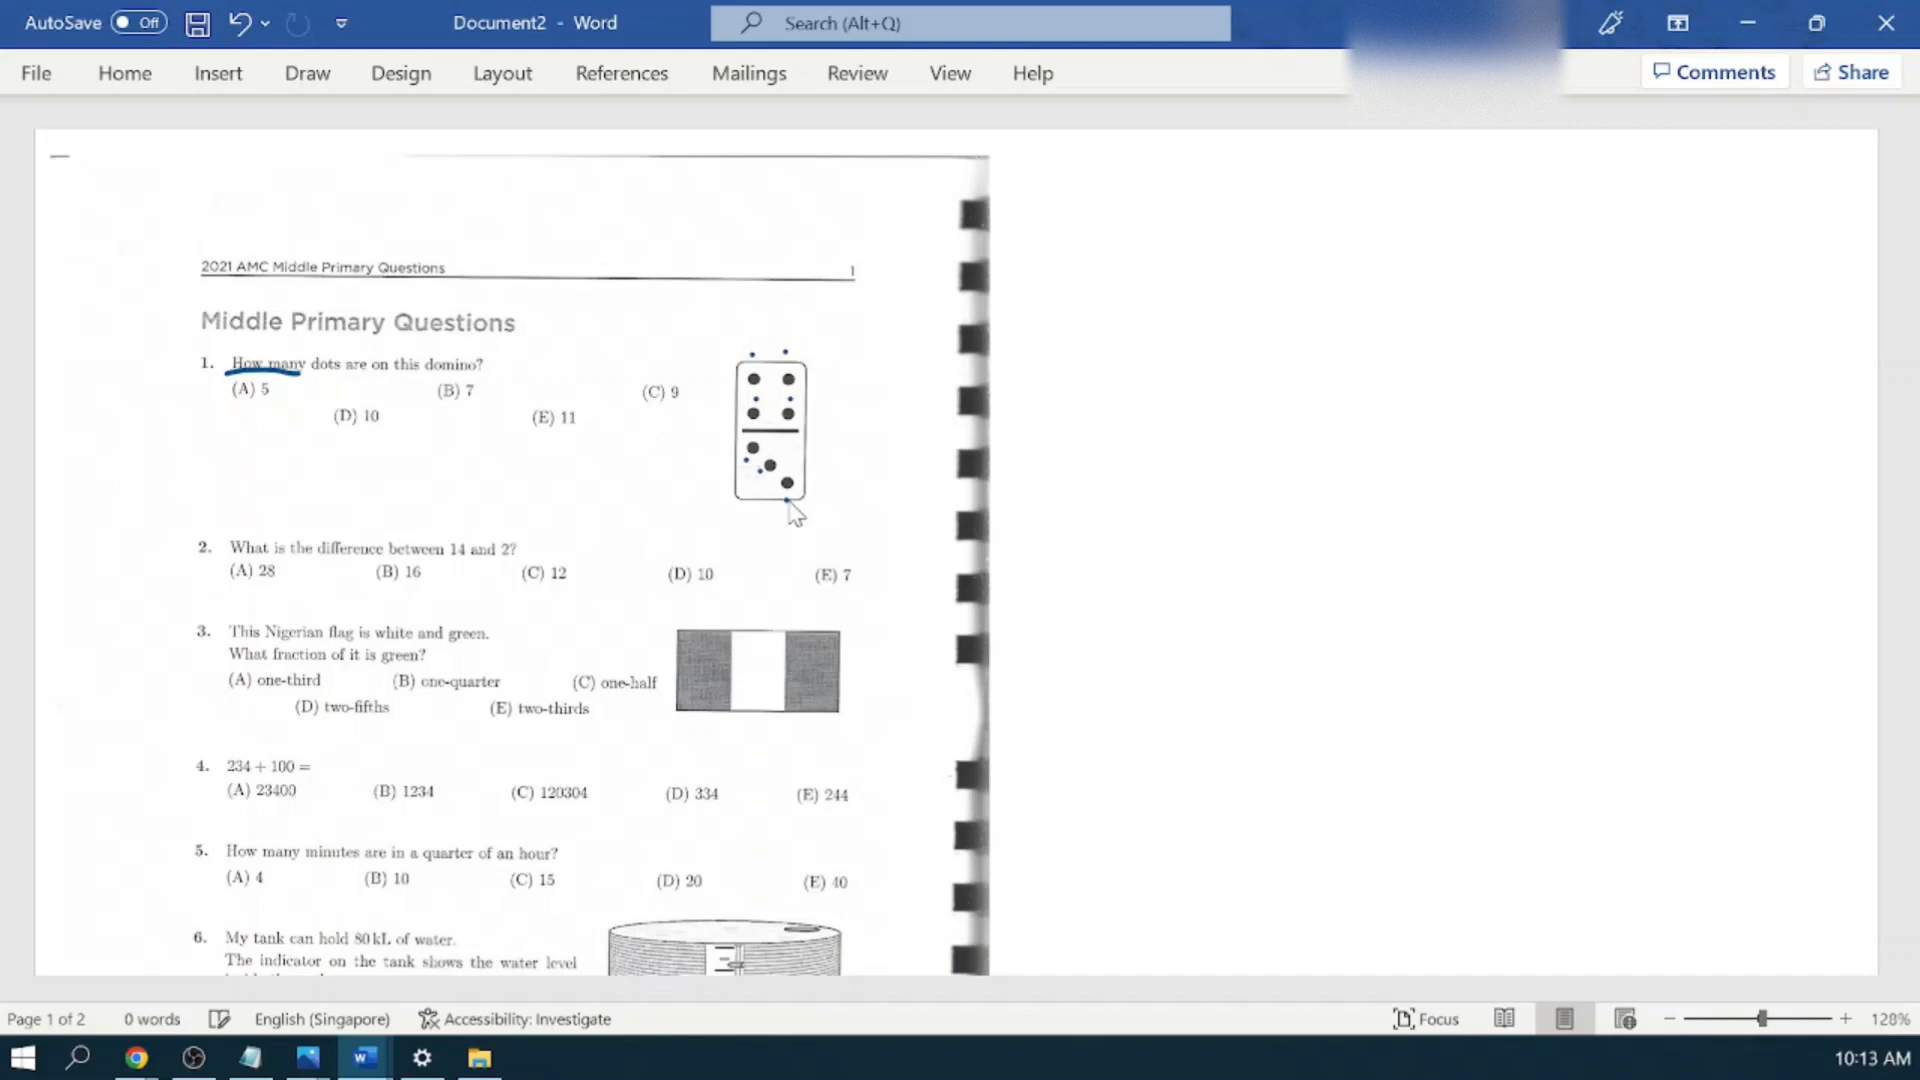 AutoSave Off Document2 - Word Search (Alt+Q)
File Home Insert Draw Design Layout References Mailings Review View Help Comments Share
2021 AMC Middle Primary Questions 1
Middle Primary Questions
1. How many dots are on this domino?
(A) 5 (B) 7 (C) 9
(D) 10 (E) 11
2. What is the difference between 14 and 2?
(A) 28 (B) 16 (C) 12 (D) 10 (E) 7
3. This Nigerian flag is white and green.
What fraction of it is green?
(A) one-third (B) one-quarter (C) one-half
(D) two-fifths (E) two-thirds
4. 234 + 100 =
(A) 23400 (B) 1234 (C) 120304 (D) 334 (E) 244
5. How many minutes are in a quarter of an hour?
(A) 4 (B) 10 (C) 15 (D) 20 (E) 40
6. My tank can hold 80 kL of water.
The indicator on the tank shows the water level
Page 1 of 2 0 words English (Singapore) Accessibility: Investigate Focus 128%
10:13 AM